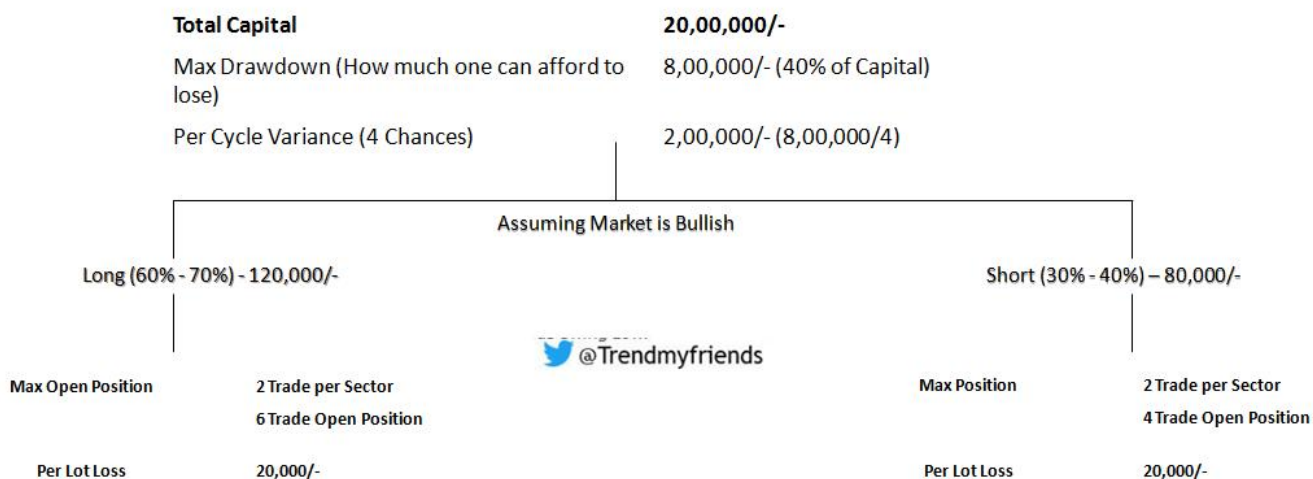 Total Capital 20,00,000/-
Max Drawdown (How much one can afford to lose) 8,00,000/- (40% of Capital)
Per Cycle Variance (4 Chances) 2,00,000/- (8,00,000/4)
Assuming Market is Bullish
Long (60% - 70%) - 120,000/-
Short (30% - 40%) – 80,000/-
@Trendmyfriends
Max Open Position 2 Trade per Sector
6 Trade Open Position
Per Lot Loss 20,000/-
Max Position 2 Trade per Sector
4 Trade Open Position
Per Lot Loss 20,000/-